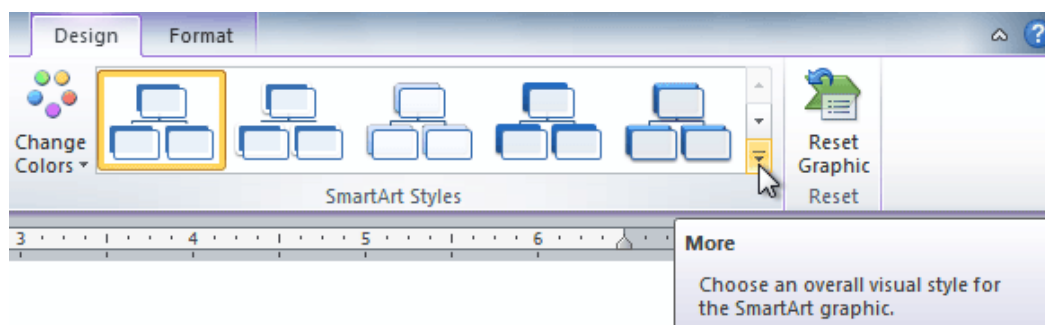 Design Format
Change
Colors
Reset
Graphic
SmartArt Styles
Reset
3 4 5 6
More
Choose an overall visual style for
the SmartArt graphic.